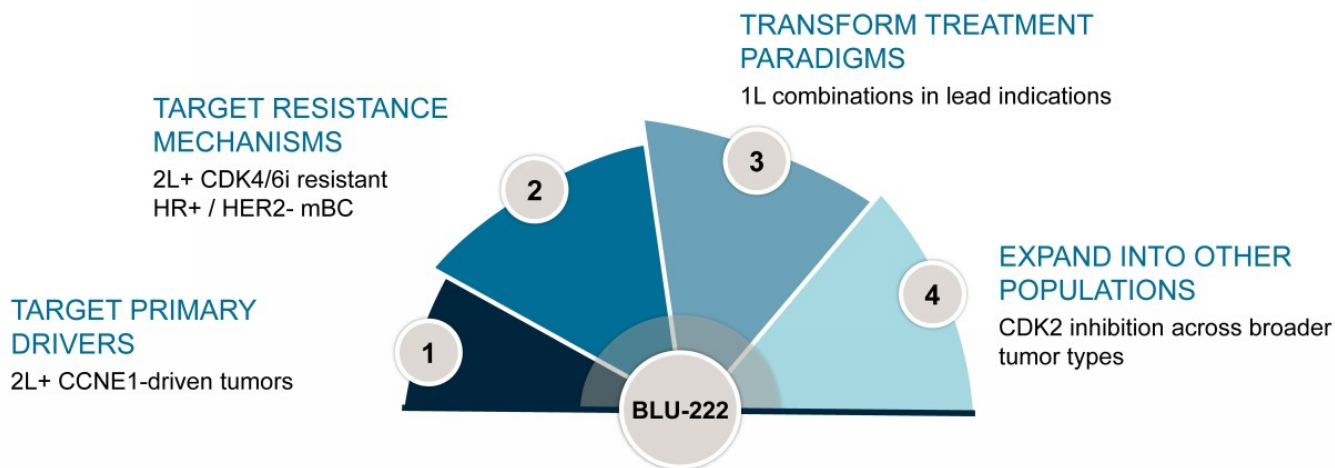 TARGET PRIMARY
DRIVERS
2L+ CCNE1-driven tumors
1
TARGET RESISTANCE
MECHANISMS
2L+ CDK4/6i resistant
HR+ / HER2- mBC
2
TRANSFORM TREATMENT
PARADIGMS
1L combinations in lead indications
3
EXPAND INTO OTHER
POPULATIONS
CDK2 inhibition across broader
tumor types
4
BLU-222